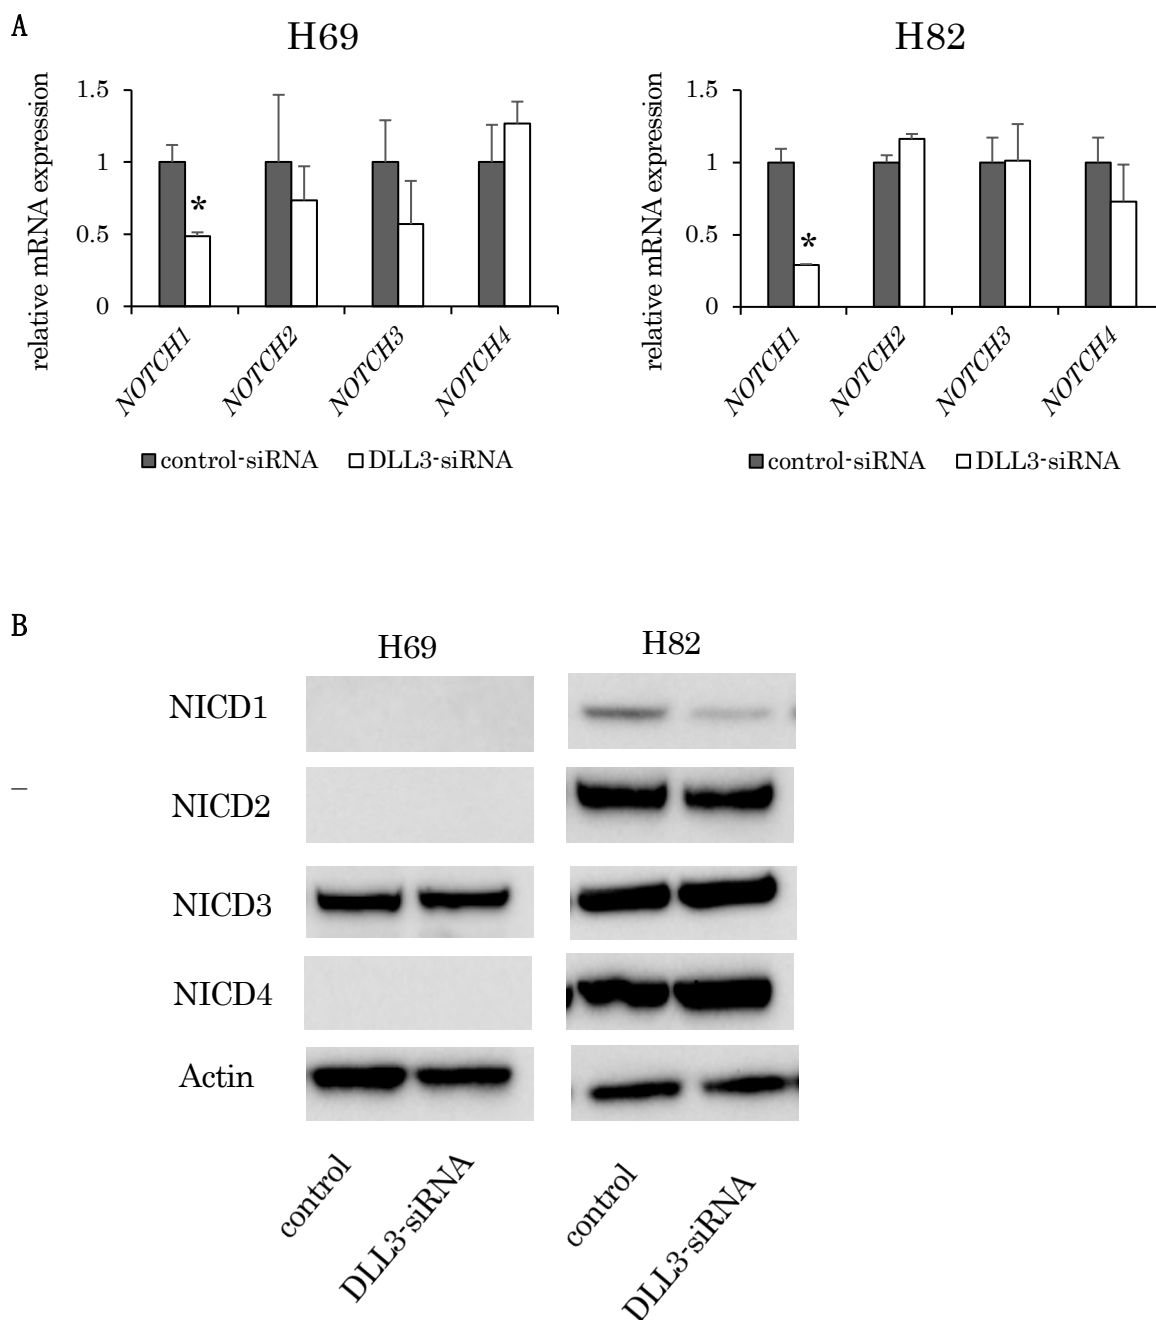 A
H69
relative mRNA expression
1.5
1
0.5
0
*
NOTCH1
NOTCH2
NOTCH3
NOTCH4
control-siRNA
DLL3-siRNA
H82
relative mRNA expression
1.5
1
0.5
0
*
NOTCH1
NOTCH2
NOTCH3
NOTCH4
control-siRNA
DLL3-siRNA
B
H69
H82
NICD1
NICD2
NICD3
NICD4
Actin
control
DLL3-siRNA
control
DLL3-siRNA